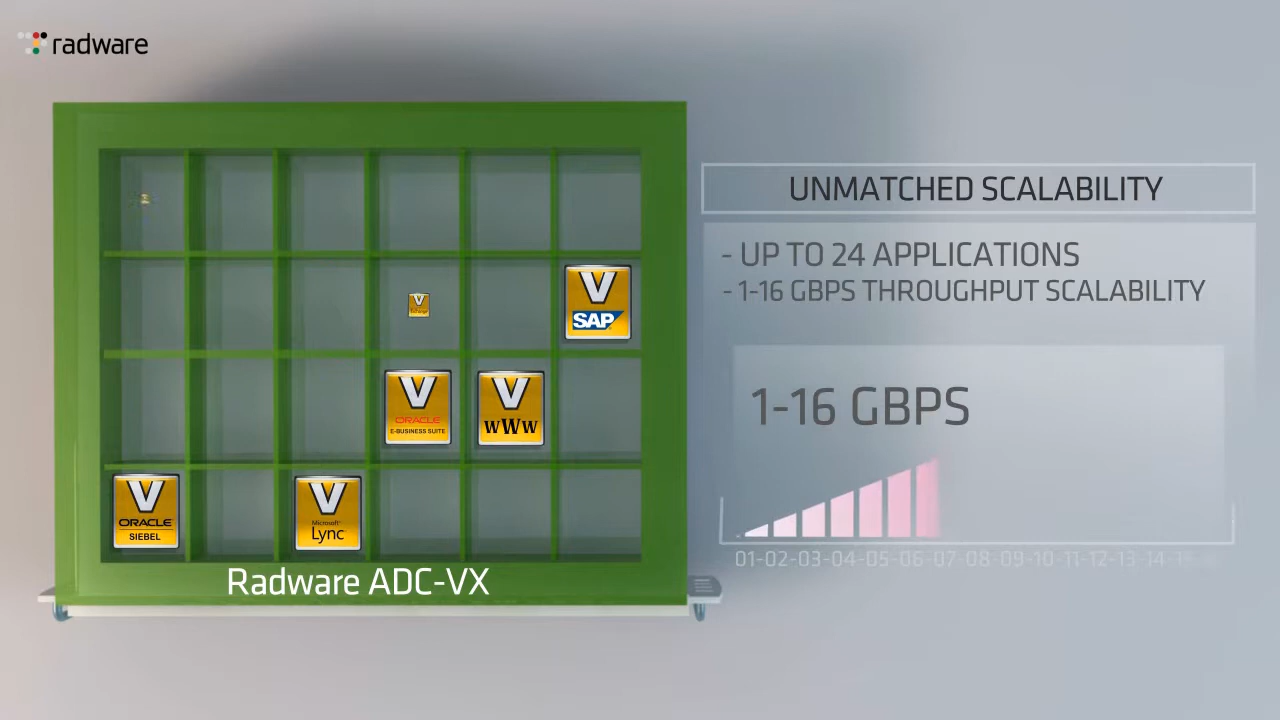 radware
UNMATCHED SCALABILITY
- UP TO 24 APPLICATIONS
- 1-16 GBPS THROUGHPUT SCALABILITY
V
V
SAP
1-16 GBPS
V
ORACLE
E-BUSINESS SUITE
V
wWw
V
ORACLE
SIEBEL
V
Microsoft
Lync
01-02-03-04-05-06-07-08-09-10-11-12-13-14-15
Radware ADC-VX